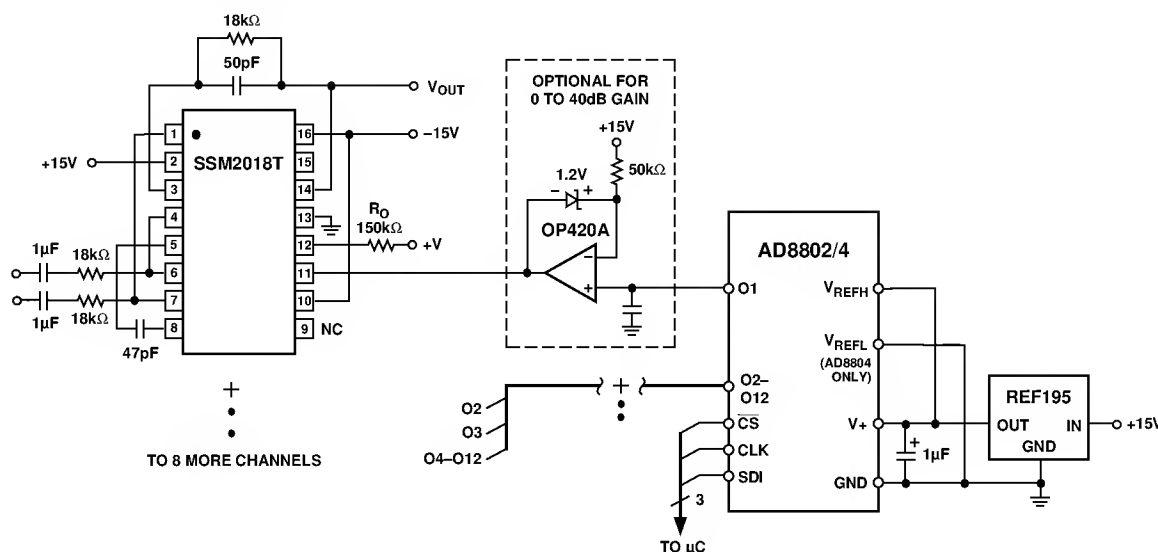 18kΩ
50pF
VOUT
OPTIONAL FOR
0 TO 40dB GAIN
+15V
50kΩ
1.2V
– +
OP420A
–
+
1 16
–15V
SSM2018T
+15V
2 15
3 14
4 13
RO
150kΩ
5 12
+V
1µF
18kΩ
6 11
7 10
1µF
18kΩ
8 9
NC
47pF
+
TO 8 MORE CHANNELS
AD8802/4
O1
VREFH
VREFL
(AD8804
ONLY)
O2–
O12
+
O2
O3
O4–O12
CS
CLK
SDI
3
TO µC
V+
+
1µF
GND
REF195
OUT
IN
GND
+15V